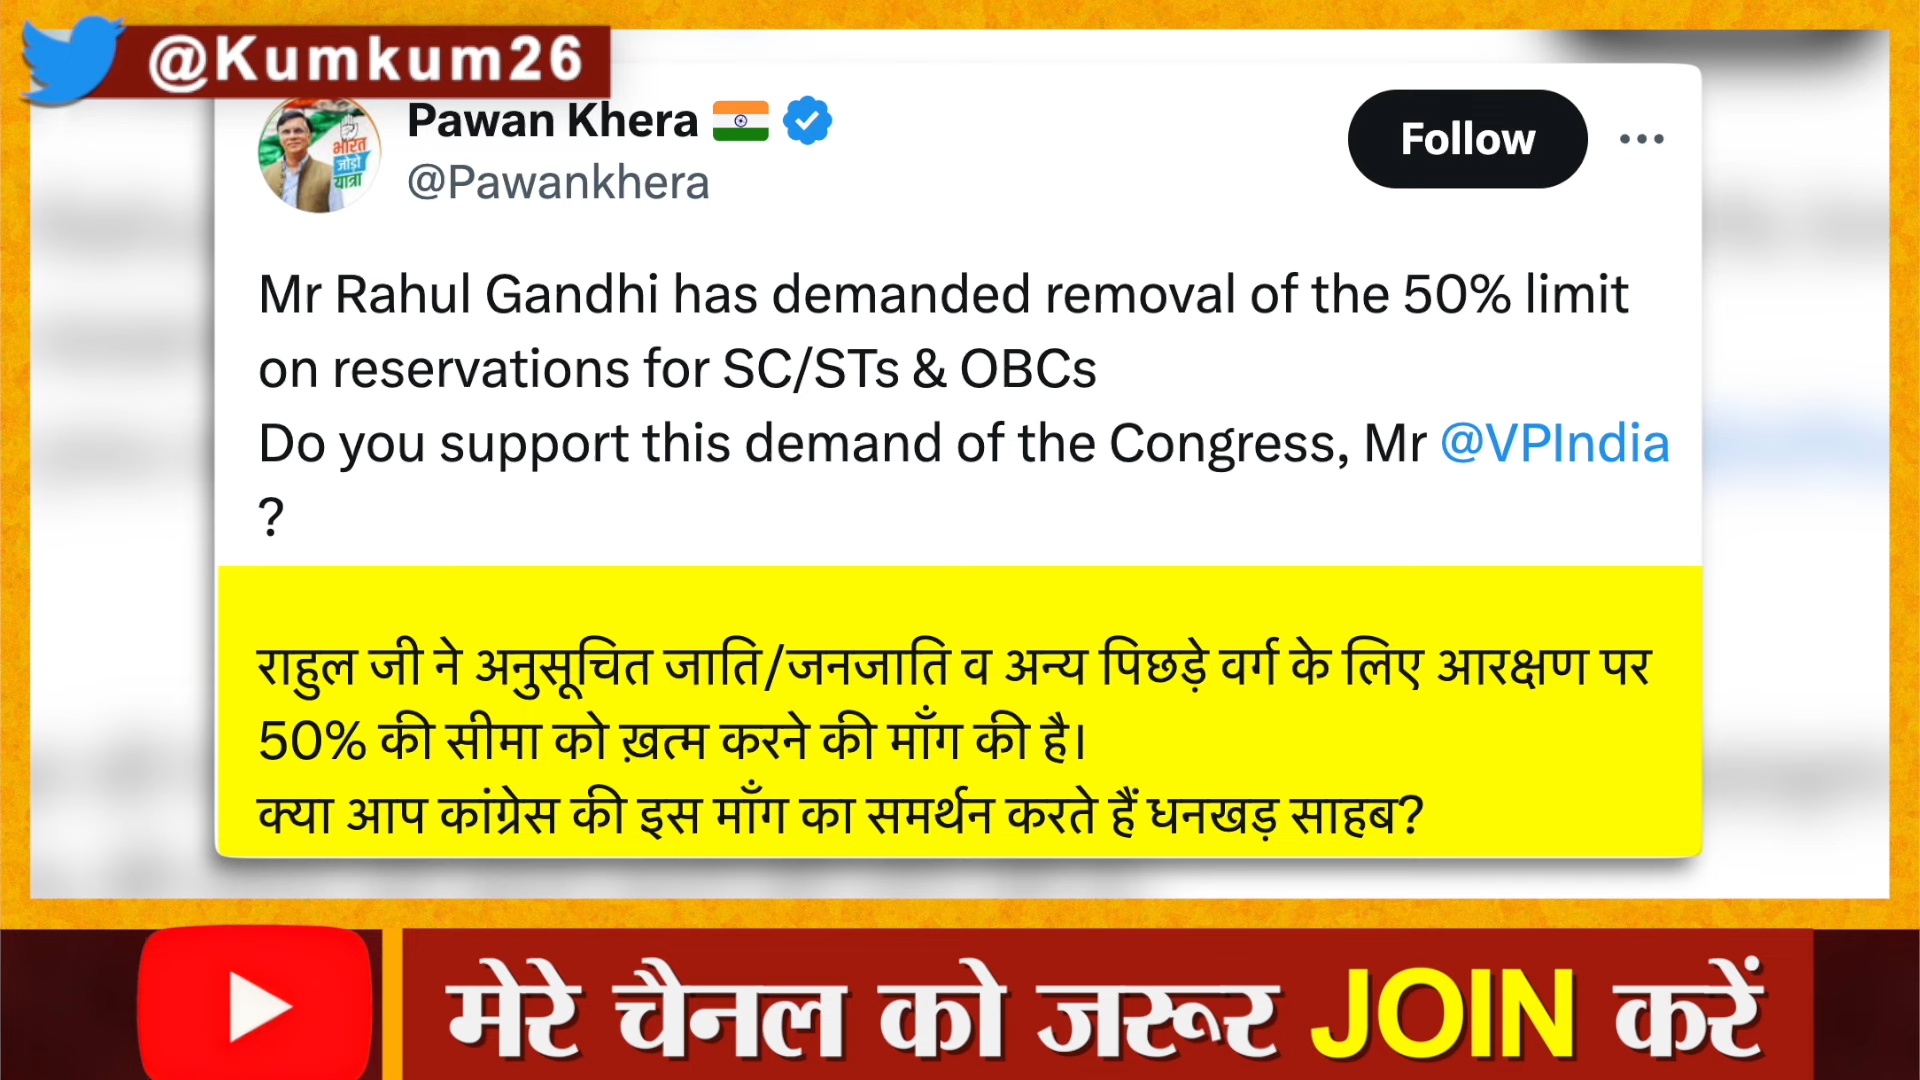 @Kumkum26
Pawan Khera
@Pawankhera
Follow
भारत
जोड़ो
यात्रा
Mr Rahul Gandhi has demanded removal of the 50% limit
on reservations for SC/STs & OBCs
Do you support this demand of the Congress, Mr @VPIndia
?
राहुल जी ने अनुसूचित जाति/जनजाति व अन्य पिछड़े वर्ग के लिए आरक्षण पर
50% की सीमा को ख़त्म करने की माँग की है।
क्या आप कांग्रेस की इस माँग का समर्थन करते हैं धनखड़ साहब?
मेरे चैनल को जरूर JOIN करें